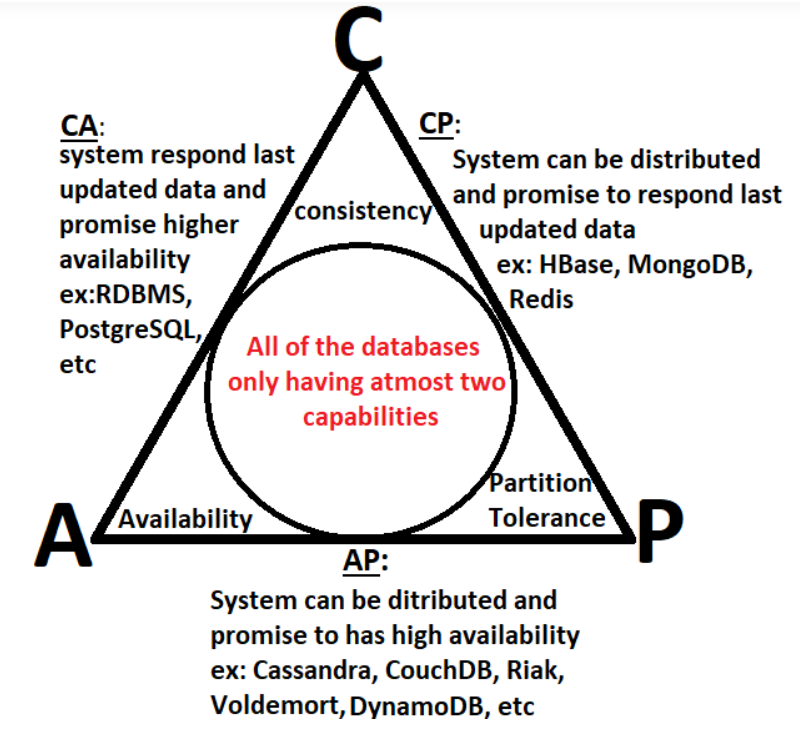 C
CA:
system respond last
updated data and
promise higher
availability
ex:RDBMS,
PostgreSQL,
etc
CP:
System can be distributed
and promise to respond last
updated data
ex: HBase, MongoDB,
Redis
consistency
All of the databases
only having atmost two
capabilities
A
Availability
Partition
Tolerance
P
AP:
System can be ditributed and
promise to has high availability
ex: Cassandra, CouchDB, Riak,
Voldemort, DynamoDB, etc